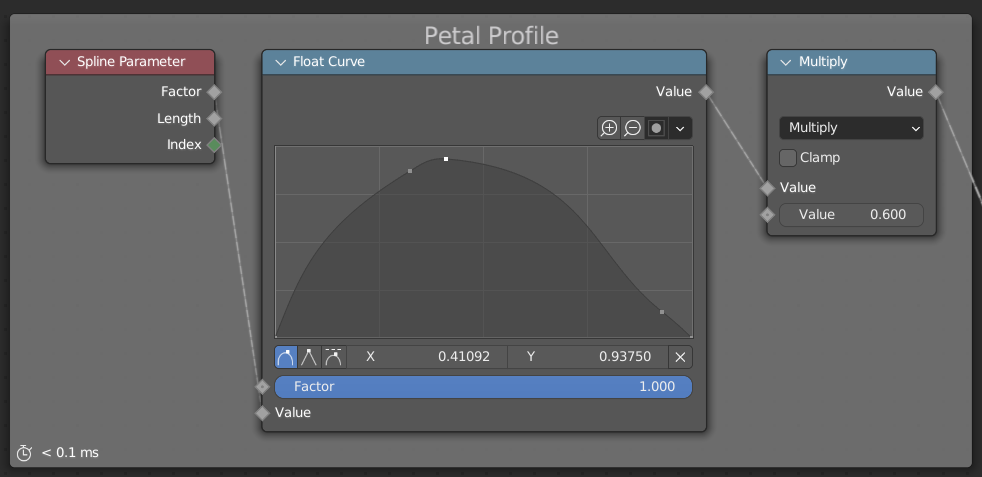 Petal Profile
Spline Parameter
Factor
Length
Index
Float Curve
Value
X 0.41092 Y 0.93750
Factor 1.000
Value
Multiply
Value
Multiply
Clamp
Value
Value 0.600
< 0.1 ms